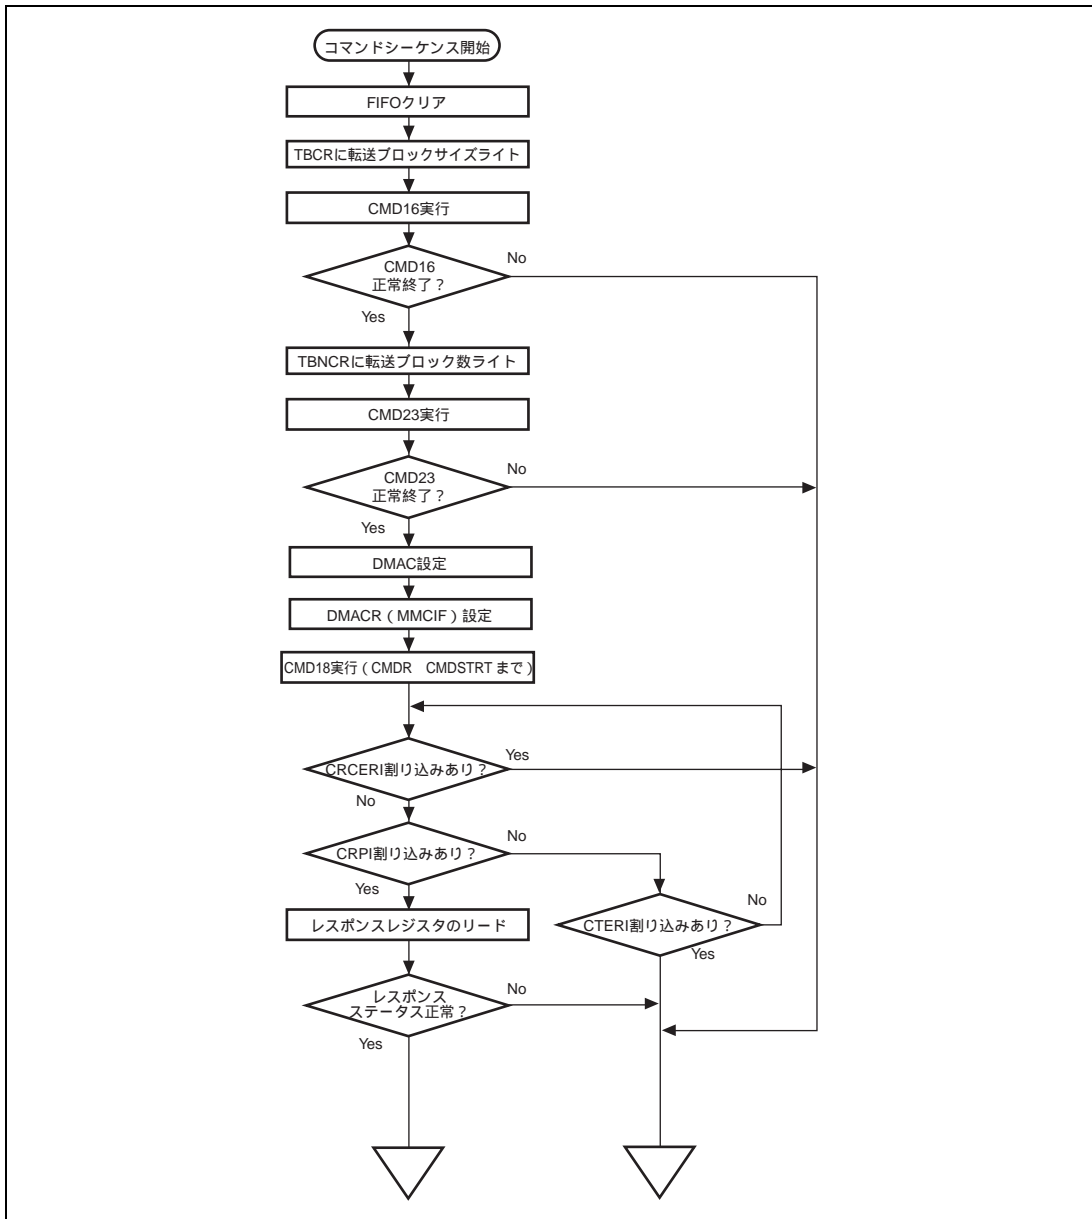 コマンドシーケンス開始
FIFOクリア
TBCRに転送ブロックサイズライト
CMD16実行
CMD16
正常終了？
No
Yes
TBNCRに転送ブロック数ライト
CMD23実行
CMD23
正常終了？
No
Yes
DMAC設定
DMACR（MMCIF）設定
CMD18実行（CMDR　CMDSTRT まで）
CRCERI割り込みあり？
Yes
No
CRPI割り込みあり？
No
Yes
CTERI割り込みあり？
No
Yes
レスポンスレジスタのリード
レスポンス
ステータス正常？
No
Yes